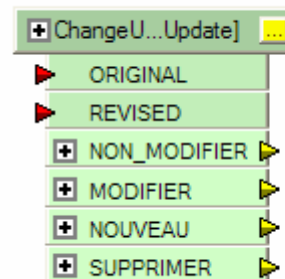 ChangeU...Update]
...
ORIGINAL
REVISED
NON_MODIFIER
MODIFIER
NOUVEAU
SUPPRIMER